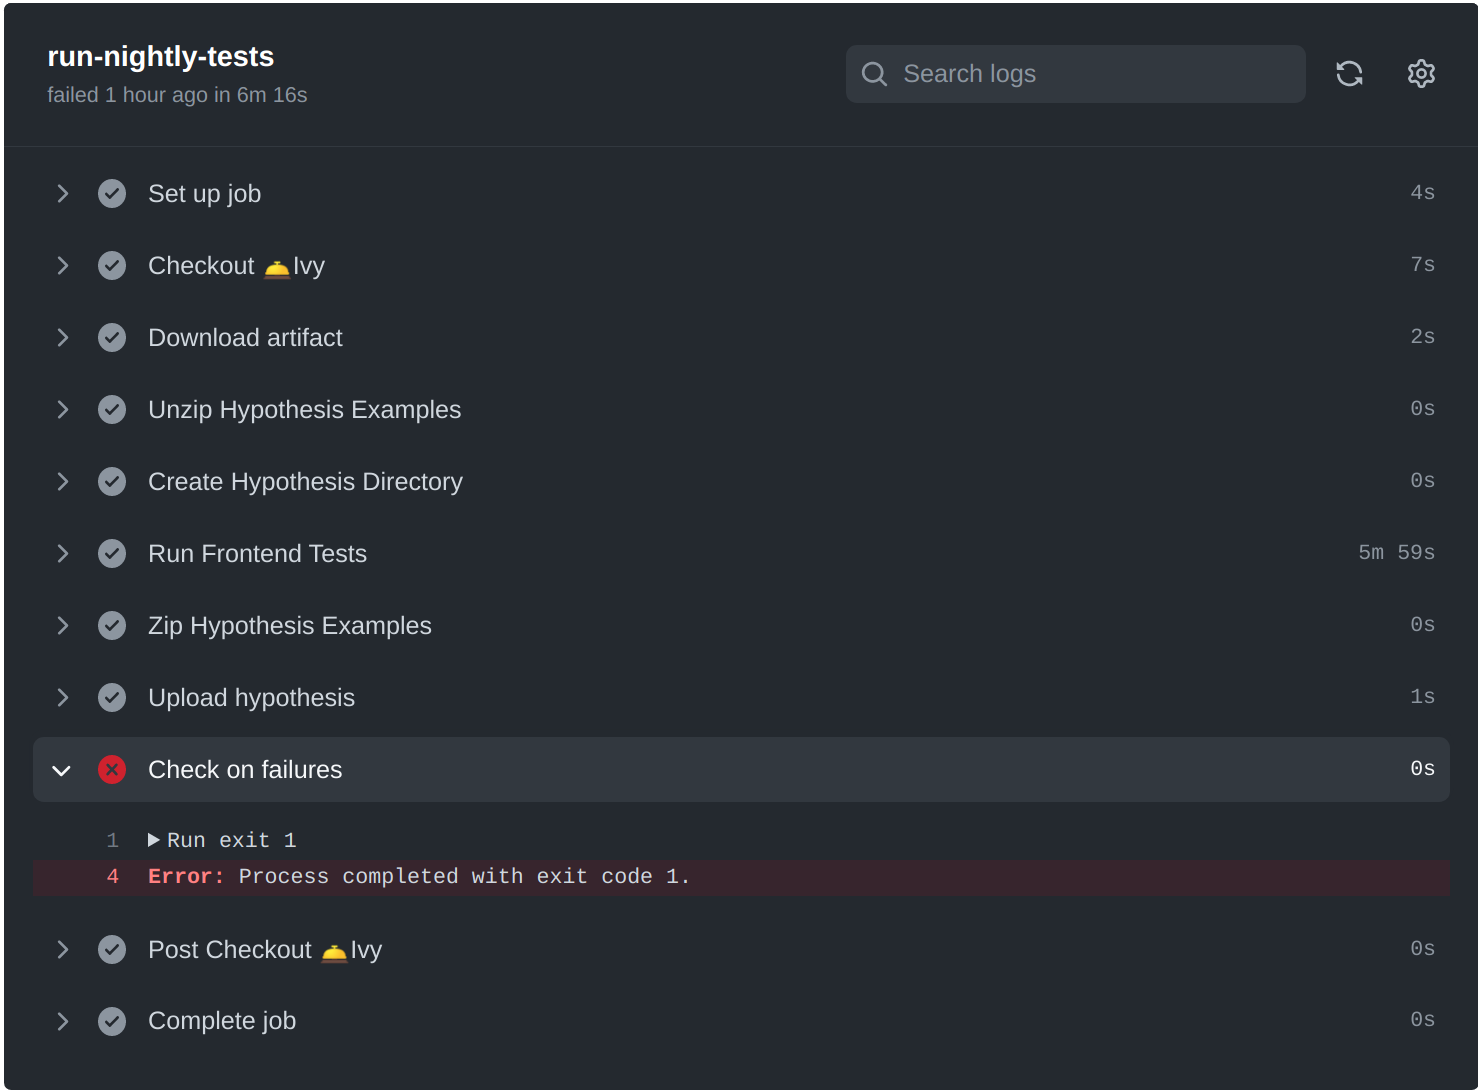 run-nightly-tests
failed 1 hour ago in 6m 16s
Search logs
Set up job 4s
Checkout 🛎️Ivy 7s
Download artifact 2s
Unzip Hypothesis Examples 0s
Create Hypothesis Directory 0s
Run Frontend Tests 5m 59s
Zip Hypothesis Examples 0s
Upload hypothesis 1s
Check on failures 0s
1 ▶Run exit 1
4 Error: Process completed with exit code 1.
Post Checkout 🛎️Ivy 0s
Complete job 0s